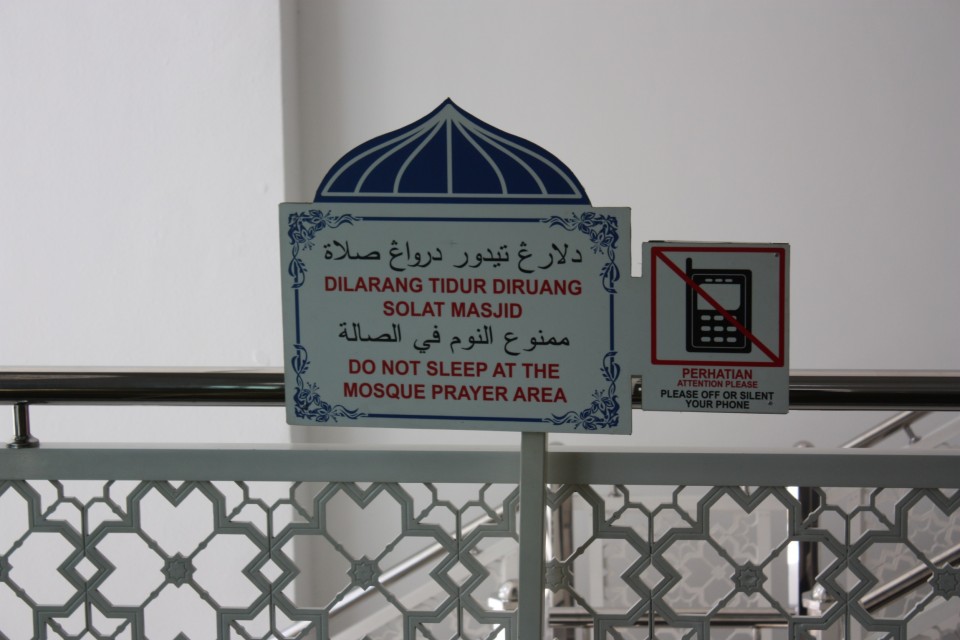 دلارڠ تيدور درواڠ صلاة
DILARANG TIDUR DIRUANG
SOLAT MASJID
ممنوع النوم في الصالة
DO NOT SLEEP AT THE
MOSQUE PRAYER AREA
PERHATIAN
ATTENTION PLEASE
PLEASE OFF OR SILENT
YOUR PHONE